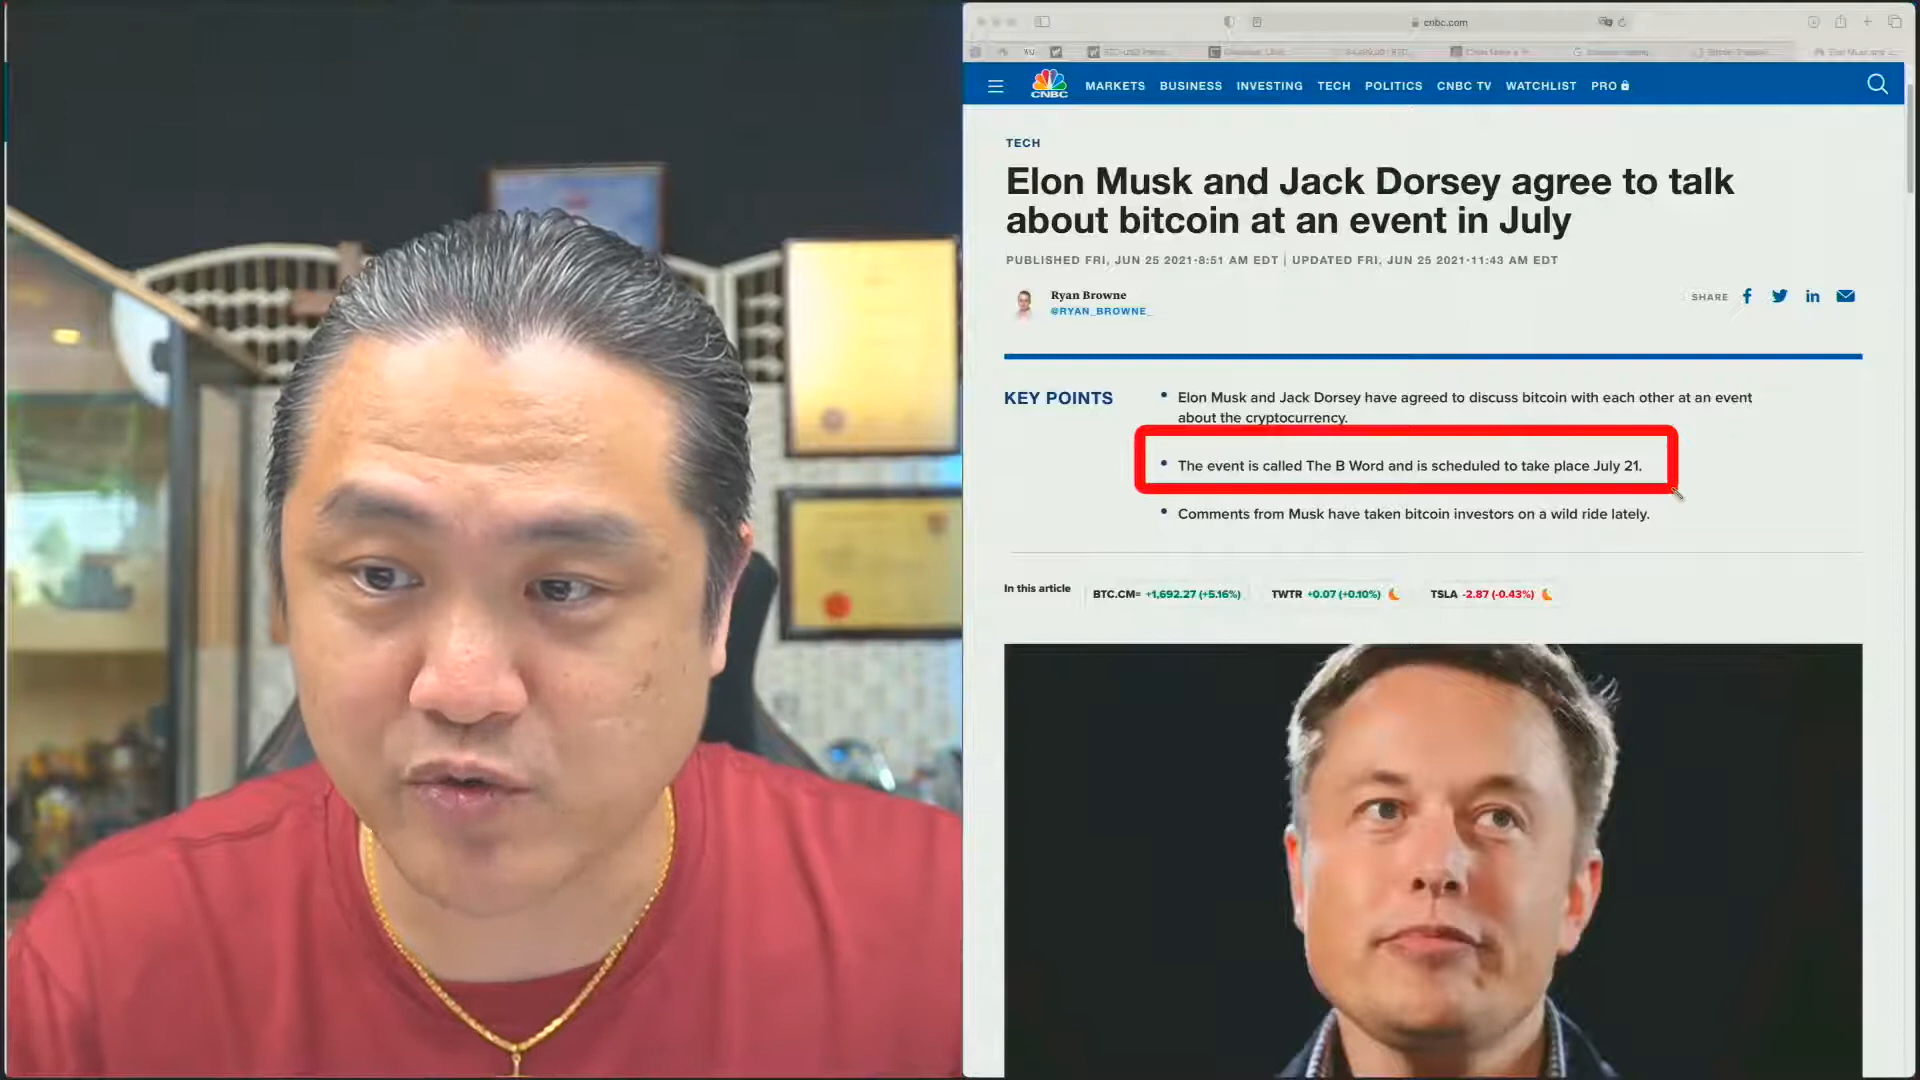 cnbc.com
CNBC
MARKETS BUSINESS INVESTING TECH POLITICS CNBC TV WATCHLIST PRO
TECH
Elon Musk and Jack Dorsey agree to talk
about bitcoin at an event in July
PUBLISHED FRI, JUN 25 2021•8:51 AM EDT | UPDATED FRI, JUN 25 2021•11:43 AM EDT
Ryan Browne
@RYAN_BROWNE_
SHARE
KEY POINTS
• Elon Musk and Jack Dorsey have agreed to discuss bitcoin with each other at an event
about the cryptocurrency.
• The event is called The B Word and is scheduled to take place July 21.
• Comments from Musk have taken bitcoin investors on a wild ride lately.
In this article
BTC.CM= +1,692.27 (+5.16%) TWTR +0.07 (+0.10%) TSLA -2.87 (-0.43%)